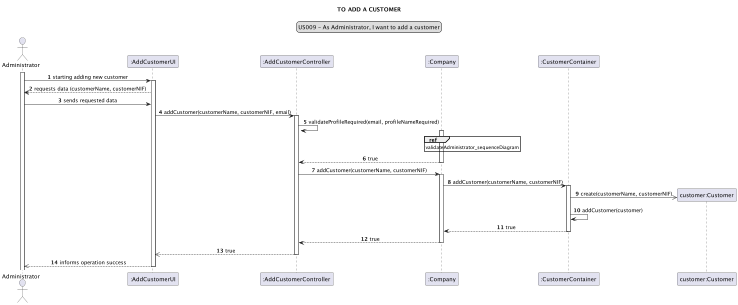 TO ADD A CUSTOMER
US009 - As Administrator, I want to add a customer
Administrator
:AddCustomerUI
:AddCustomerController
:Company
:CustomerContainer
1 starting adding new customer
2 requests data (customerName, customerNIF)
3 sends requested data
4 addCustomer(customerName, customerNIF, email)
5 validateProfileRequired(email, profileNameRequired)
ref
validateAdministrator_sequenceDiagram
6 true
7 addCustomer(customerName, customerNIF)
8 addCustomer(customerName, customerNIF)
9 create(customerName, customerNIF)
customer:Customer
10 addCustomer(customer)
11 true
12 true
13 true
14 informs operation success
Administrator
:AddCustomerUI
:AddCustomerController
:Company
:CustomerContainer
customer:Customer